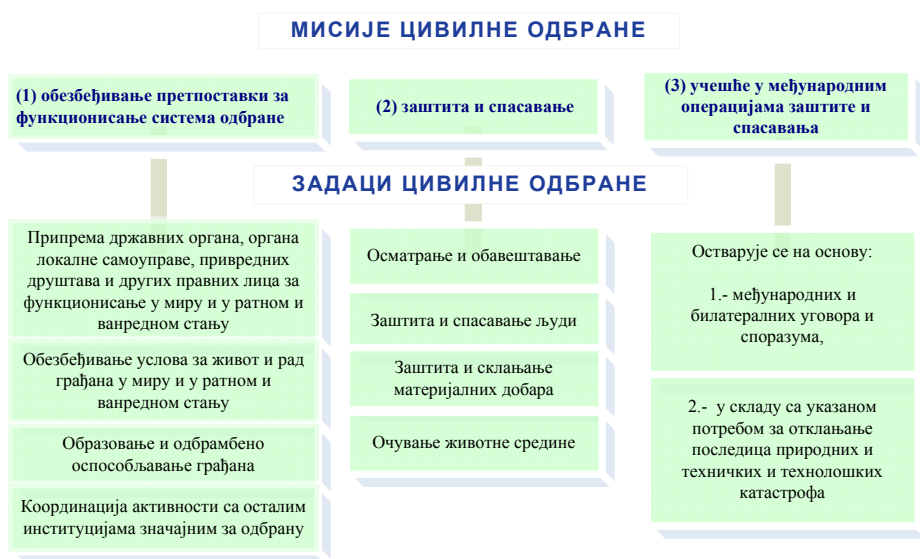 МИСИЈЕ ЦИВИЛНЕ ОДБРАНЕ
(1) обезбеђивање претпоставки за
функционисање система одбране
(2) заштита и спасавање
(3) учешће у међународним
операцијама заштите и
спасавања
ЗАДАЦИ ЦИВИЛНЕ ОДБРАНЕ
Припрема државних органа, органа
локалне самоуправе, привредних
друштава и других правних лица за
функционисање у миру и у ратном и
ванредном стању
Обезбеђивање услова за живот и рад
грађана у миру и у ратном и
ванредном стању
Образовање и одбрамбено
оспособљавање грађана
Координација активности са осталим
институцијама значајним за одбрану
Осматрање и обавештавање
Заштита и спасавање људи
Заштита и склањање
материјалних добара
Очување животне средине
Остварује се на основу:
1.- међународних и
билатералних уговора и
споразума,
2.- у складу са указаном
потребом за отклањање
последица природних и
техничких и технолошких
катастрофа